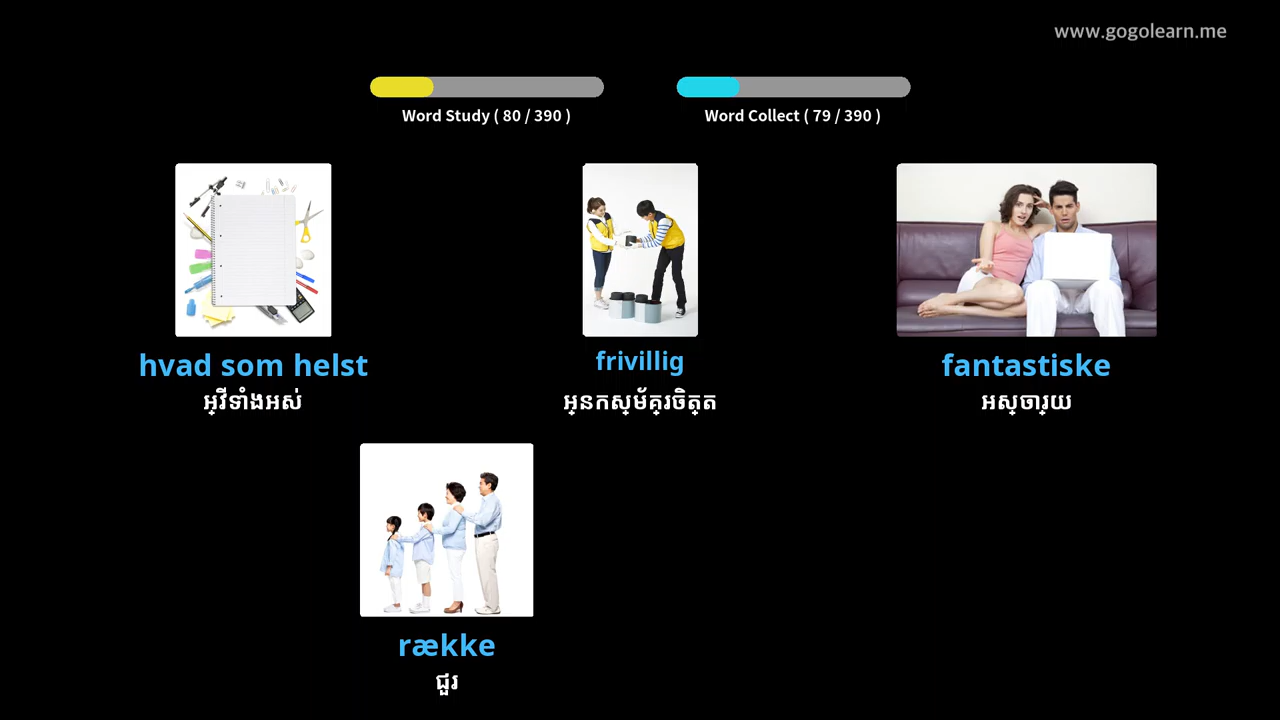 www.gogolearn.me
Word Study ( 80 / 390 )
Word Collect ( 79 / 390 )
hvad som helst
frivillig
fantastiske
អ្វីទាំងអស់
អ្នកស្ម័គ្រចិត្ត
អស្ចារ្យ
række
ជួរ